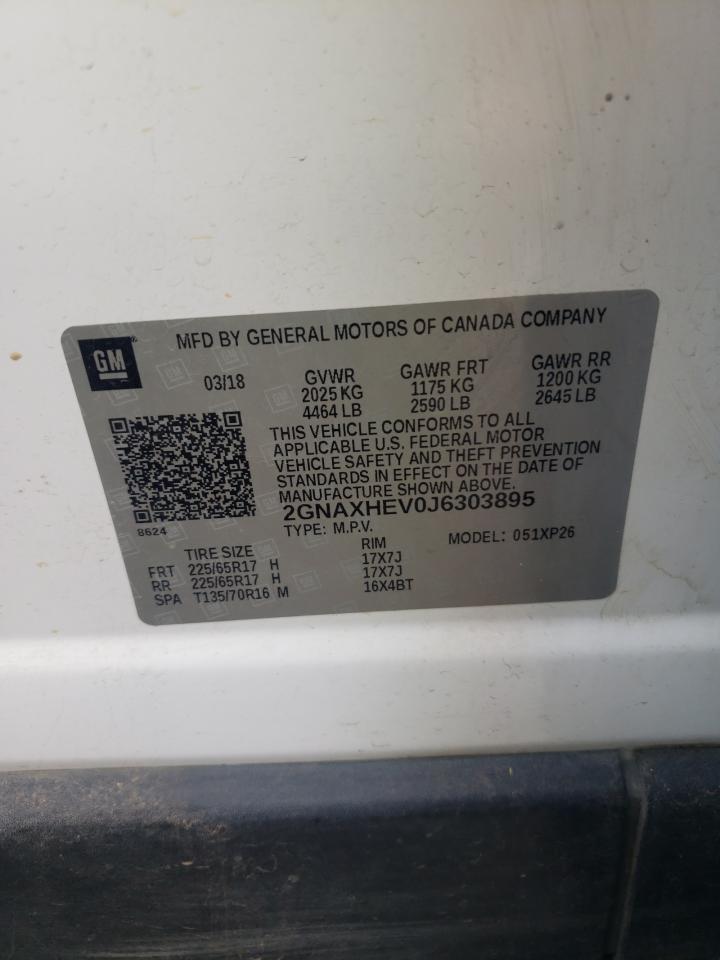 GM
MFD BY GENERAL MOTORS OF CANADA COMPANY
03/18 GVWR GAWR FRT GAWR RR
2025 KG 1175 KG 1200 KG
4464 LB 2590 LB 2645 LB
THIS VEHICLE CONFORMS TO ALL
APPLICABLE U.S. FEDERAL MOTOR
VEHICLE SAFETY AND THEFT PREVENTION
STANDARDS IN EFFECT ON THE DATE OF
MANUFACTURE SHOWN ABOVE.
2GNAXHEV0J6303895
8624
TYPE: M.P.V. MODEL: 051XP26
TIRE SIZE RIM
FRT 225/65R17 H 17X7J
RR 225/65R17 H 17X7J
SPA T135/70R16 M 16X4BT